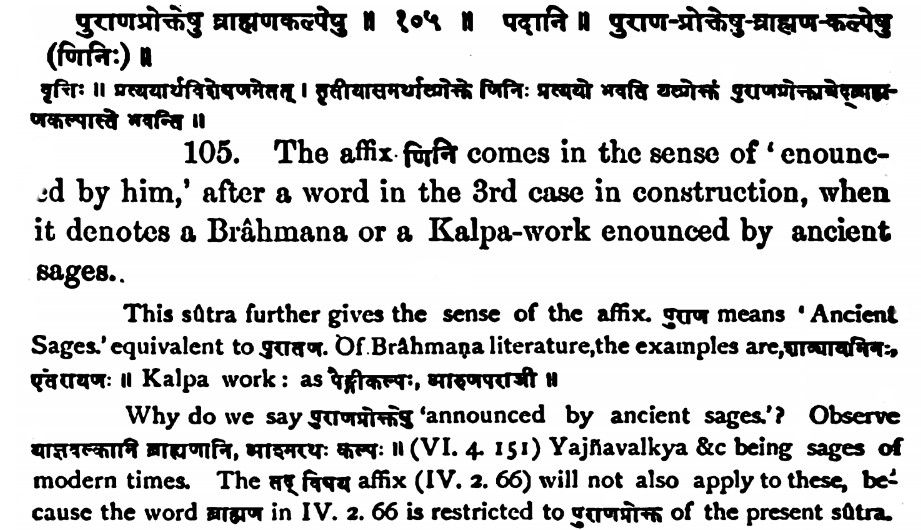 पुराणप्रोक्तेषु ब्राह्मणकल्पेषु ॥ १०५ ॥ पदानि ॥ पुराण-प्रोक्तेषु-ब्राह्मण-कल्पेषु
(णिनिः) ॥
वृत्तिः ॥ प्रत्ययार्थविशेषणमेतत् । तृतीयासमर्थात्प्रोक्ते णिनिः प्रत्ययो भवति यत्प्रोक्तं पुराणप्रोक्ताश्चेद्ब्राह्म-
णकल्पास्ते भवन्ति ॥
105. The affix णिनि comes in the sense of ‘enounc-
ed by him,’ after a word in the 3rd case in construction, when
it denotes a Brâhmana or a Kalpa-work enounced by ancient
sages..
This sûtra further gives the sense of the affix. पुराण means ‘Ancient
Sages.’ equivalent to पुरातन. Of Brâhmaṇa literature, the examples are,
Kalpa work: as पैङ्गीकल्पः, आरुणपराजी ॥
Why do we say पुराणप्रोक्तेषु ‘announced by ancient sages.’? Observe
याज्ञवल्कानि ब्राह्मणानि, आश्मरथः कल्पः ॥ (VI. 4. 151) Yajñavalkya &c being sages of
modern times. The तद् विषय affix (IV. 2. 66) will not also apply to these, be-
cause the word ब्राह्मण in IV. 2. 66 is restricted to पुराणप्रोक्त of the present sûtra.